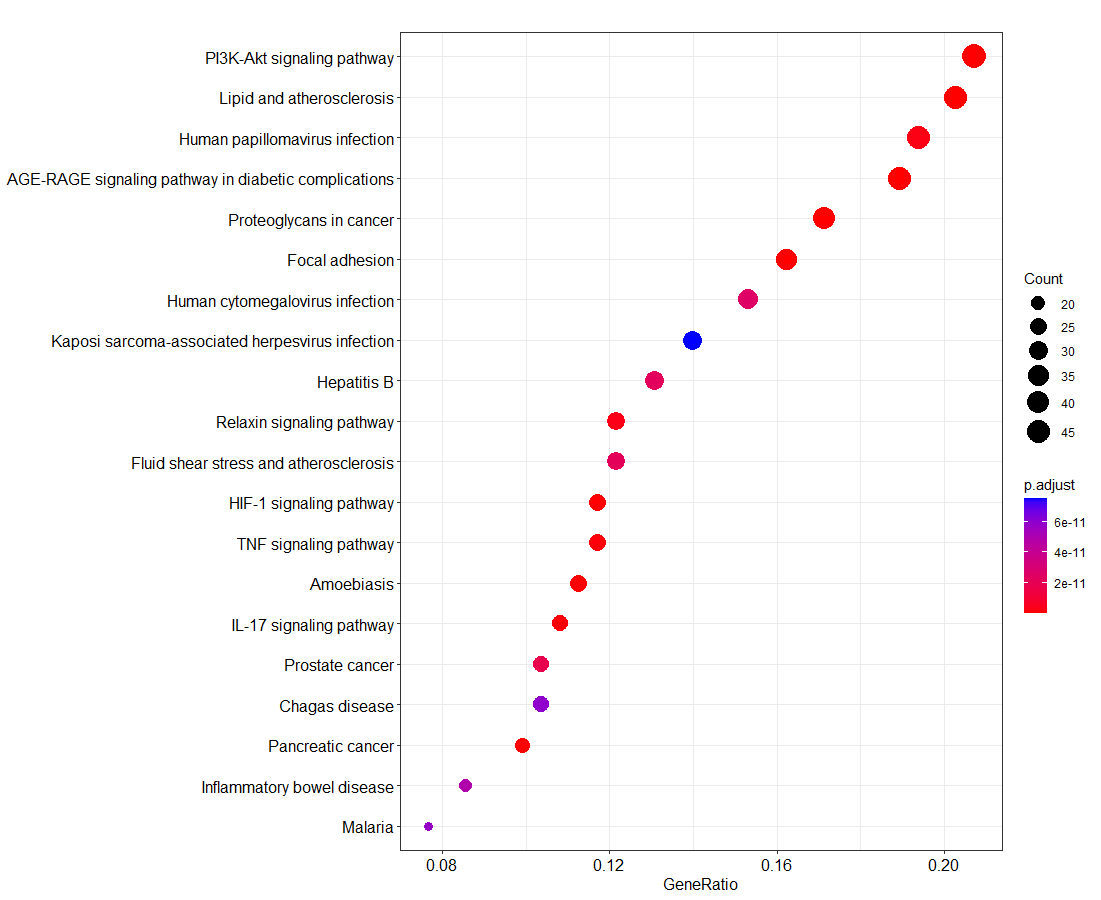 PI3K-Akt signaling pathway
Lipid and atherosclerosis
Human papillomavirus infection
AGE-RAGE signaling pathway in diabetic complications
Proteoglycans in cancer
Focal adhesion
Human cytomegalovirus infection
Kaposi sarcoma-associated herpesvirus infection
Hepatitis B
Relaxin signaling pathway
Fluid shear stress and atherosclerosis
HIF-1 signaling pathway
TNF signaling pathway
Amoebiasis
IL-17 signaling pathway
Prostate cancer
Chagas disease
Pancreatic cancer
Inflammatory bowel disease
Malaria
0.08 0.12 0.16 0.20
GeneRatio
Count
20
25
30
35
40
45
p.adjust
6e-11
4e-11
2e-11